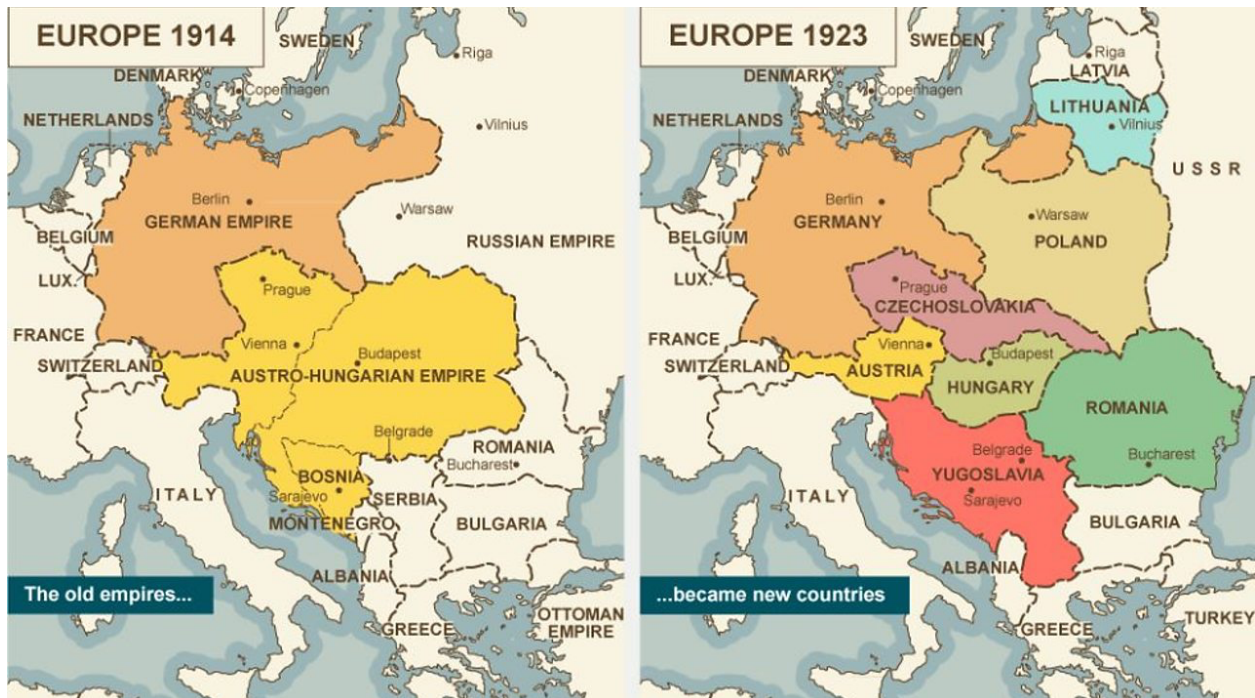 EUROPE 1914
SWEDEN
Riga
DENMARK
Copenhagen
NETHERLANDS
Vilnius
Berlin
GERMAN EMPIRE
Warsaw
BELGIUM
RUSSIAN EMPIRE
LUX.
Prague
FRANCE
Vienna
Budapest
SWITZERLAND
AUSTRO-HUNGARIAN EMPIRE
Belgrade
ROMANIA
Bucharest
BOSNIA
Sarajevo
SERBIA
ITALY
MONTENEGRO
BULGARIA
ALBANIA
The old empires...
OTTOMAN
EMPIRE
GREECE
EUROPE 1923
SWEDEN
Riga
LATVIA
DENMARK
Copenhagen
LITHUANIA
NETHERLANDS
Vilnius
USSR
Berlin
GERMANY
Warsaw
POLAND
BELGIUM
LUX.
Prague
CZECHOSLOVAKIA
FRANCE
Vienna
Budapest
SWITZERLAND
AUSTRIA
HUNGARY
ROMANIA
Belgrade
Bucharest
YUGOSLAVIA
Sarajevo
ITALY
BULGARIA
ALBANIA
...became new countries
TURKEY
GREECE